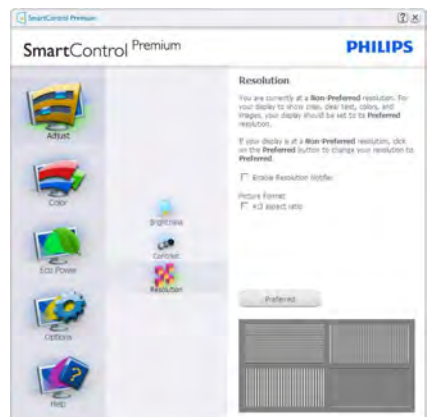 SmartControl Premium
SmartControl Premium
PHILIPS
Adjust
Color
Eco Power
Options
Help
Brightness
Contrast
Resolution
Resolution
You are currently at a Non-Preferred resolution. For
your display to show crisp, clear text, colors, and
images, your display should be set to its Preferred
resolution.
If your display is at a Non-Preferred resolution, click
on the Preferred button to change your resolution to
Preferred.
Enable Resolution Notifier
Picture Format
4:3 aspect ratio
Preferred